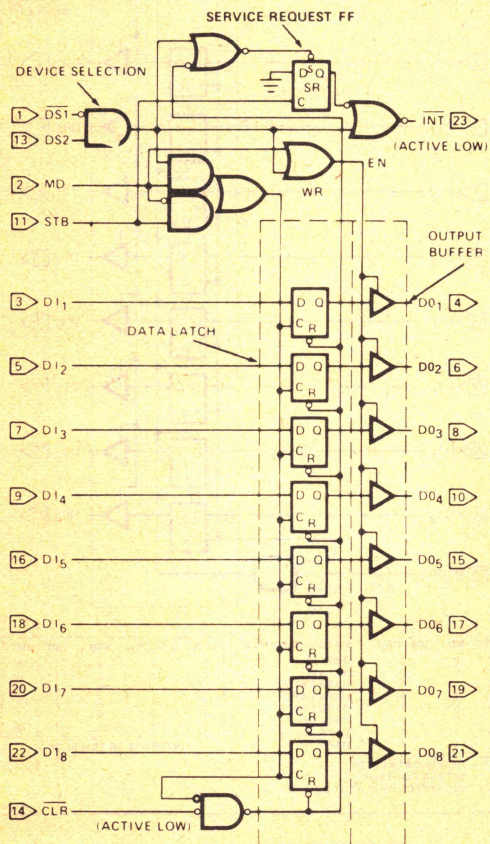 SERVICE REQUEST FF
DEVICE SELECTION
D S Q
SR
C
1 DS1
13 DS2
INT 23
(ACTIVE LOW)
2 MD
EN
WR
11 STB
OUTPUT
BUFFER
3 DI1 D Q DO1 4
C R
DATA LATCH
5 DI2 D Q DO2 6
C R
7 DI3 D Q DO3 8
C R
9 DI4 D Q DO4 10
C R
16 DI5 D Q DO5 15
C R
18 DI6 D Q DO6 17
C R
20 DI7 D Q DO7 19
C R
22 DI8 D Q DO8 21
C R
14 CLR
(ACTIVE LOW)